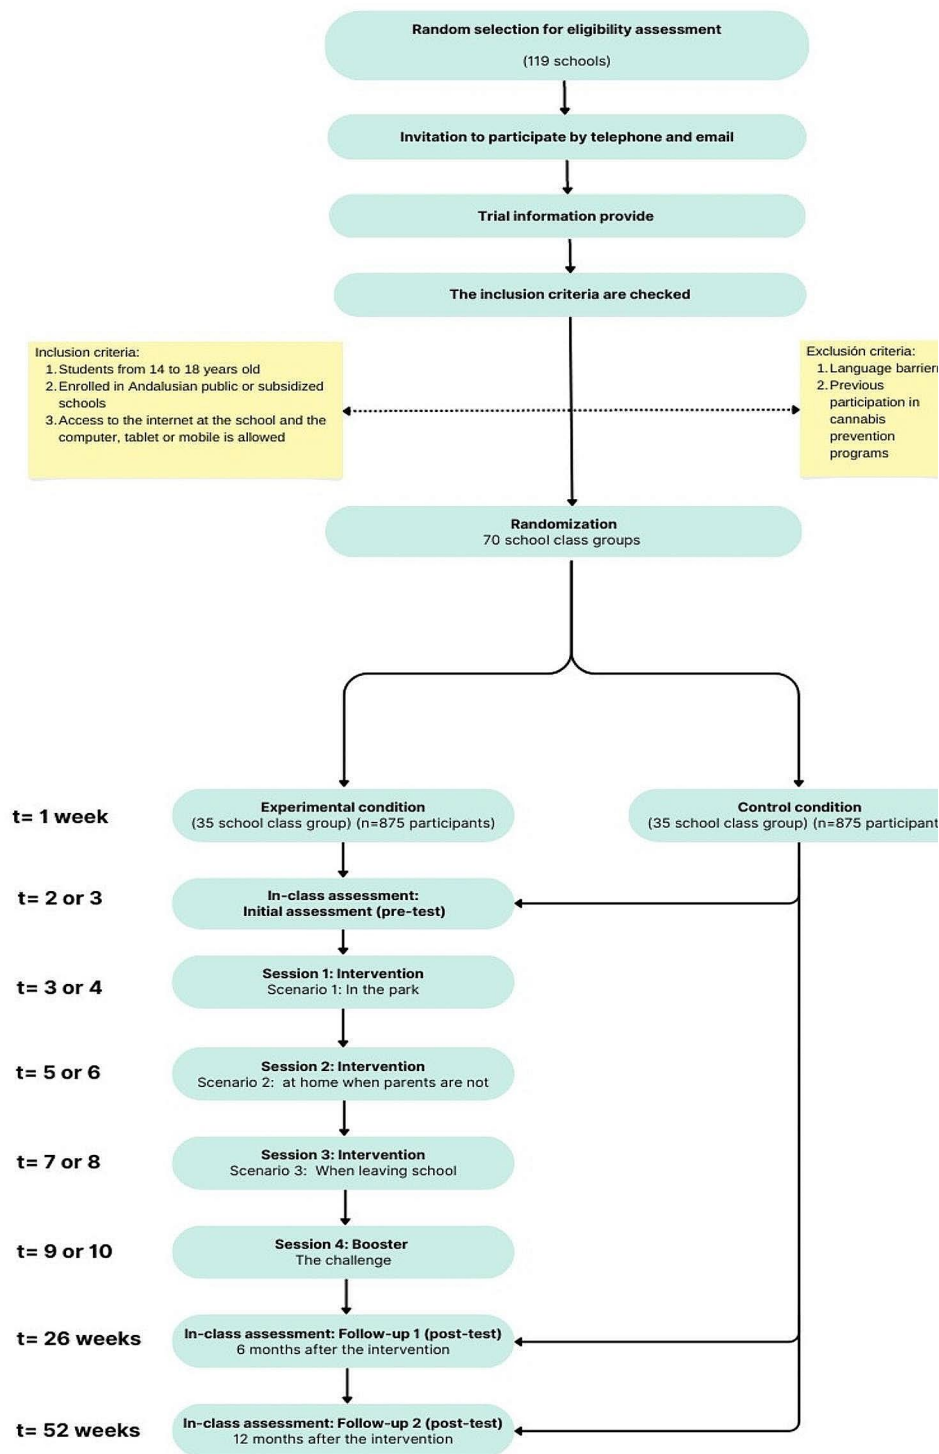 Random selection for eligibility assessment
(119 schools)
Invitation to participate by telephone and email
Trial information provide
The inclusion criteria are checked
Inclusion criteria:
1. Students from 14 to 18 years old
2. Enrolled in Andalusian public or subsidized
schools
3. Access to the internet at the school and the
computer, tablet or mobile is allowed
Exclusión criteria:
1. Language barrier
2. Previous
participation in
cannabis
prevention
programs
Randomization
70 school class groups
t= 1 week
Experimental condition
(35 school class group) (n=875 participants)
Control condition
(35 school class group) (n=875 participant
t= 2 or 3
In-class assessment:
Initial assessment (pre-test)
t= 3 or 4
Session 1: Intervention
Scenario 1: In the park
t= 5 or 6
Session 2: Intervention
Scenario 2: at home when parents are not
t= 7 or 8
Session 3: Intervention
Scenario 3: When leaving school
t= 9 or 10
Session 4: Booster
The challenge
t= 26 weeks
In-class assessment: Follow-up 1 (post-test)
6 months after the intervention
t= 52 weeks
In-class assessment: Follow-up 2 (post-test)
12 months after the intervention